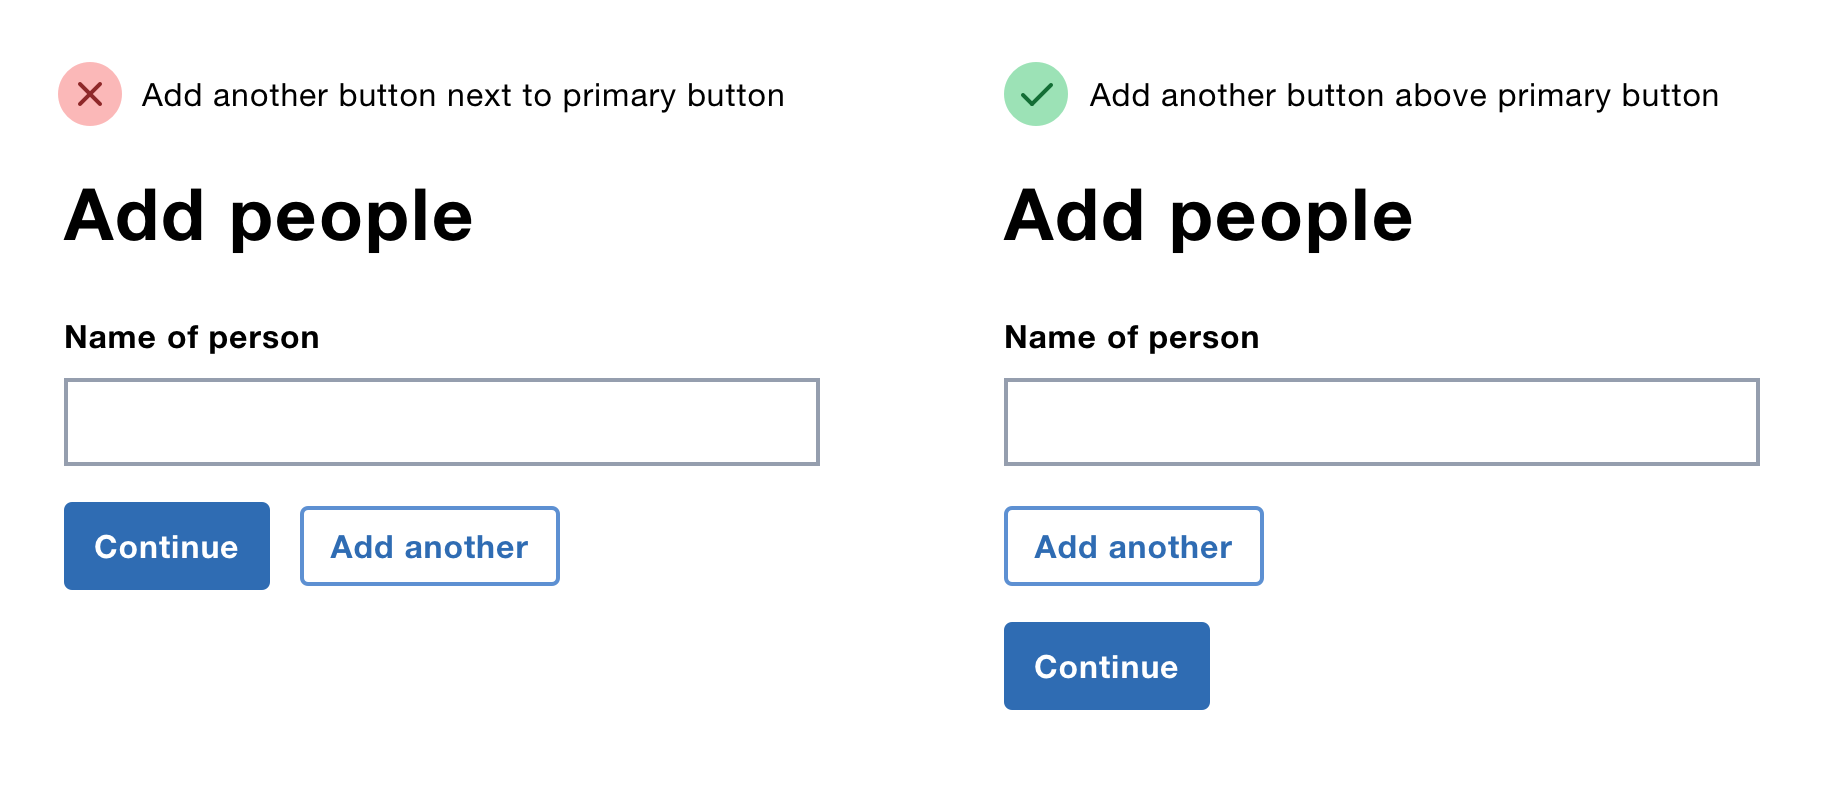 Add another button next to primary button
Add people
Name of person
Continue
Add another
Add another button above primary button
Add people
Name of person
Add another
Continue